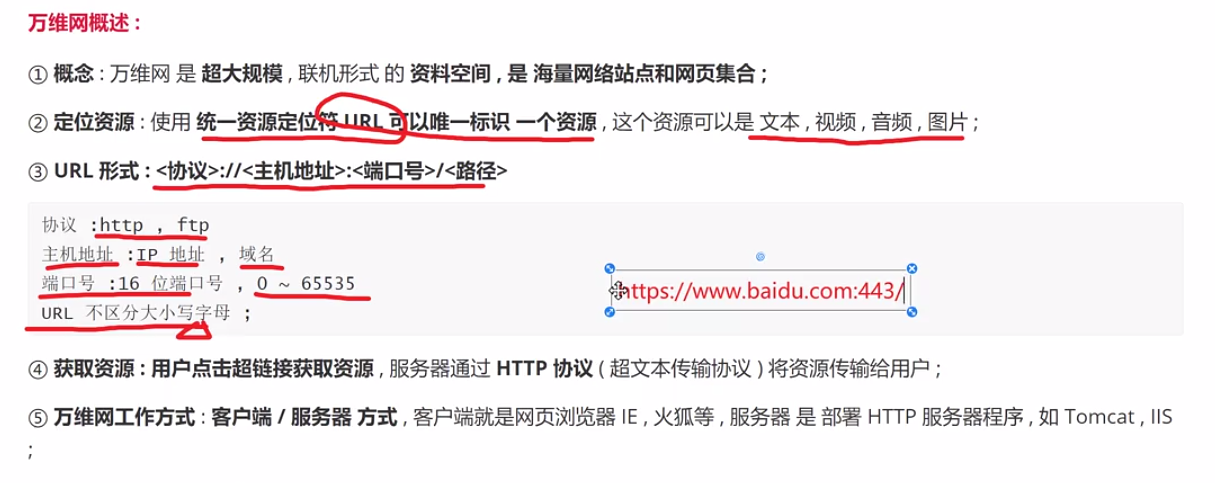 万维网概述 :
① 概念 : 万维网 是 超大规模 , 联机形式 的 资料空间 , 是 海量网络站点和网页集合 ;
② 定位资源 : 使用 统一资源定位符 URL 可以唯一标识 一个资源 , 这个资源可以是 文本 , 视频 , 音频 , 图片 ;
③ URL 形式 : <协议>://<主机地址>:<端口号>/<路径>
协议 :http , ftp
主机地址 :IP 地址 , 域名
端口号 :16 位端口号 , 0 ~ 65535
https://www.baidu.com:443/
URL 不区分大小写字母 ;
④ 获取资源 : 用户点击超链接获取资源 , 服务器通过 HTTP 协议 ( 超文本传输协议 ) 将资源传输给用户 ;
⑤ 万维网工作方式 : 客户端 / 服务器 方式 , 客户端就是网页浏览器 IE , 火狐等 , 服务器 是 部署 HTTP 服务器程序 , 如 Tomcat , IIS
;